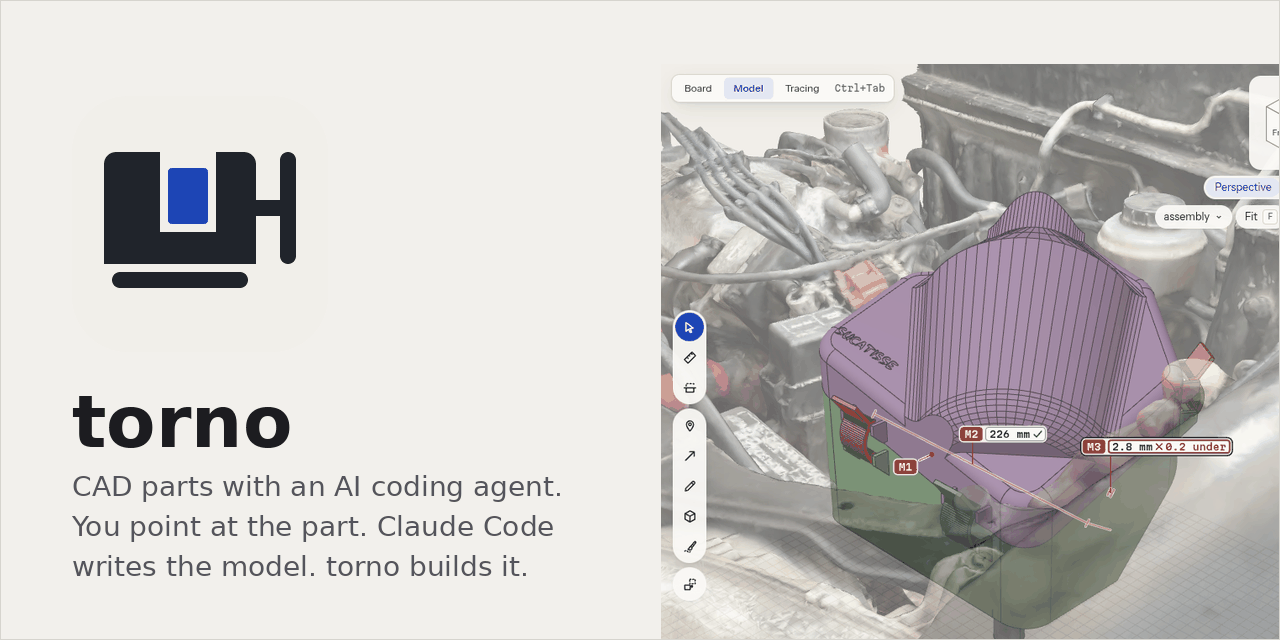 Board Model Tracing Ctrl+Tab
Perspective
assembly Fit F
SUCATISSE
M2 226 mm
M3 2.8 mm × 0.2 under
M1
torno
CAD parts with an AI coding agent.
You point at the part. Claude Code
writes the model. torno builds it.